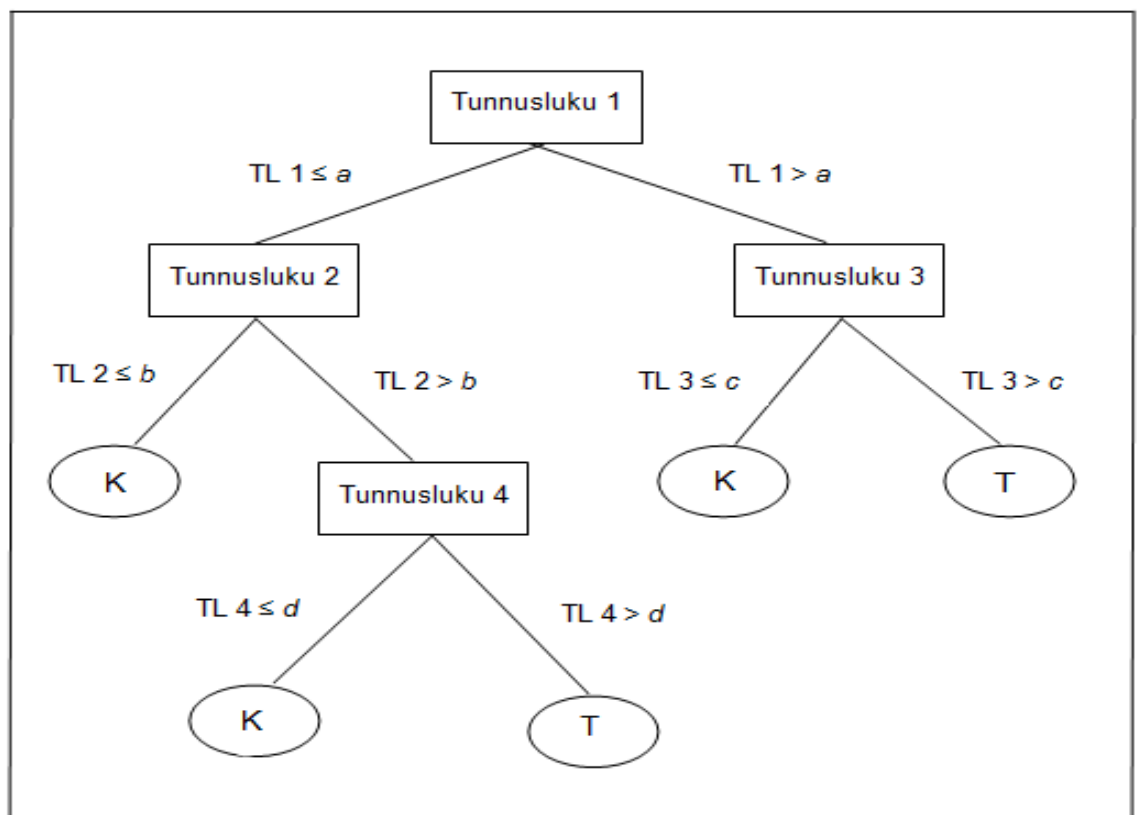 Tunnusluku 1
TL 1 ≤ a
TL 1 > a
Tunnusluku 2
Tunnusluku 3
TL 2 ≤ b
TL 2 > b
TL 3 ≤ c
TL 3 > c
K
Tunnusluku 4
K
T
TL 4 ≤ d
TL 4 > d
K
T